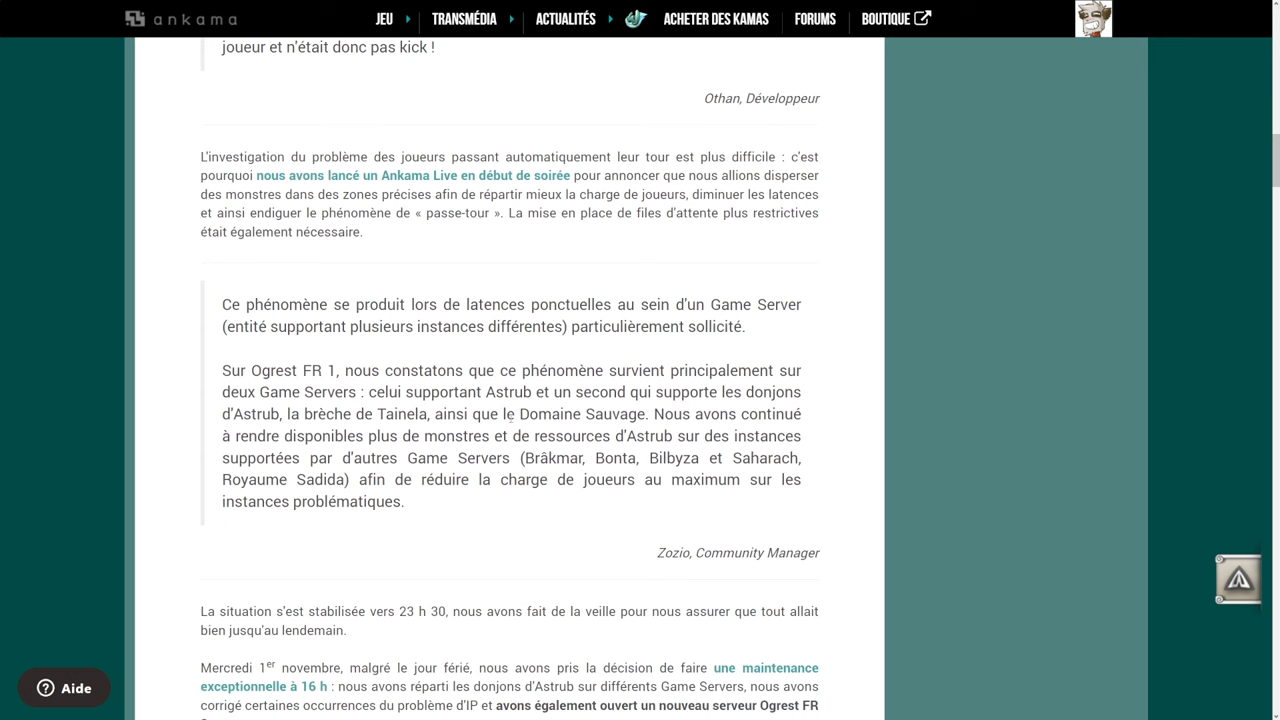 ankama
JEU TRANSMÉDIA ACTUALITÉS ACHETER DES KAMAS FORUMS BOUTIQUE
joueur et n'était donc pas kick !
Othan, Développeur
L'investigation du problème des joueurs passant automatiquement leur tour est plus difficile : c'est
pourquoi nous avons lancé un Ankama Live en début de soirée pour annoncer que nous allions disperser
des monstres dans des zones précises afin de répartir mieux la charge de joueurs, diminuer les latences
et ainsi endiguer le phénomène de « passe-tour ». La mise en place de files d'attente plus restrictives
était également nécessaire.
Ce phénomène se produit lors de latences ponctuelles au sein d'un Game Server
(entité supportant plusieurs instances différentes) particulièrement sollicité.
Sur Ogrest FR 1, nous constatons que ce phénomène survient principalement sur
deux Game Servers : celui supportant Astrub et un second qui supporte les donjons
d'Astrub, la brèche de Tainela, ainsi que le Domaine Sauvage. Nous avons continué
à rendre disponibles plus de monstres et de ressources d'Astrub sur des instances
supportées par d'autres Game Servers (Brâkmar, Bonta, Bilbyza et Saharach,
Royaume Sadida) afin de réduire la charge de joueurs au maximum sur les
instances problématiques.
Zozio, Community Manager
La situation s'est stabilisée vers 23 h 30, nous avons fait de la veille pour nous assurer que tout allait
bien jusqu'au lendemain.
Mercredi 1er novembre, malgré le jour férié, nous avons pris la décision de faire une maintenance
exceptionnelle à 16 h : nous avons réparti les donjons d'Astrub sur différents Game Servers, nous avons
corrigé certaines occurrences du problème d'IP et avons également ouvert un nouveau serveur Ogrest FR
Aide